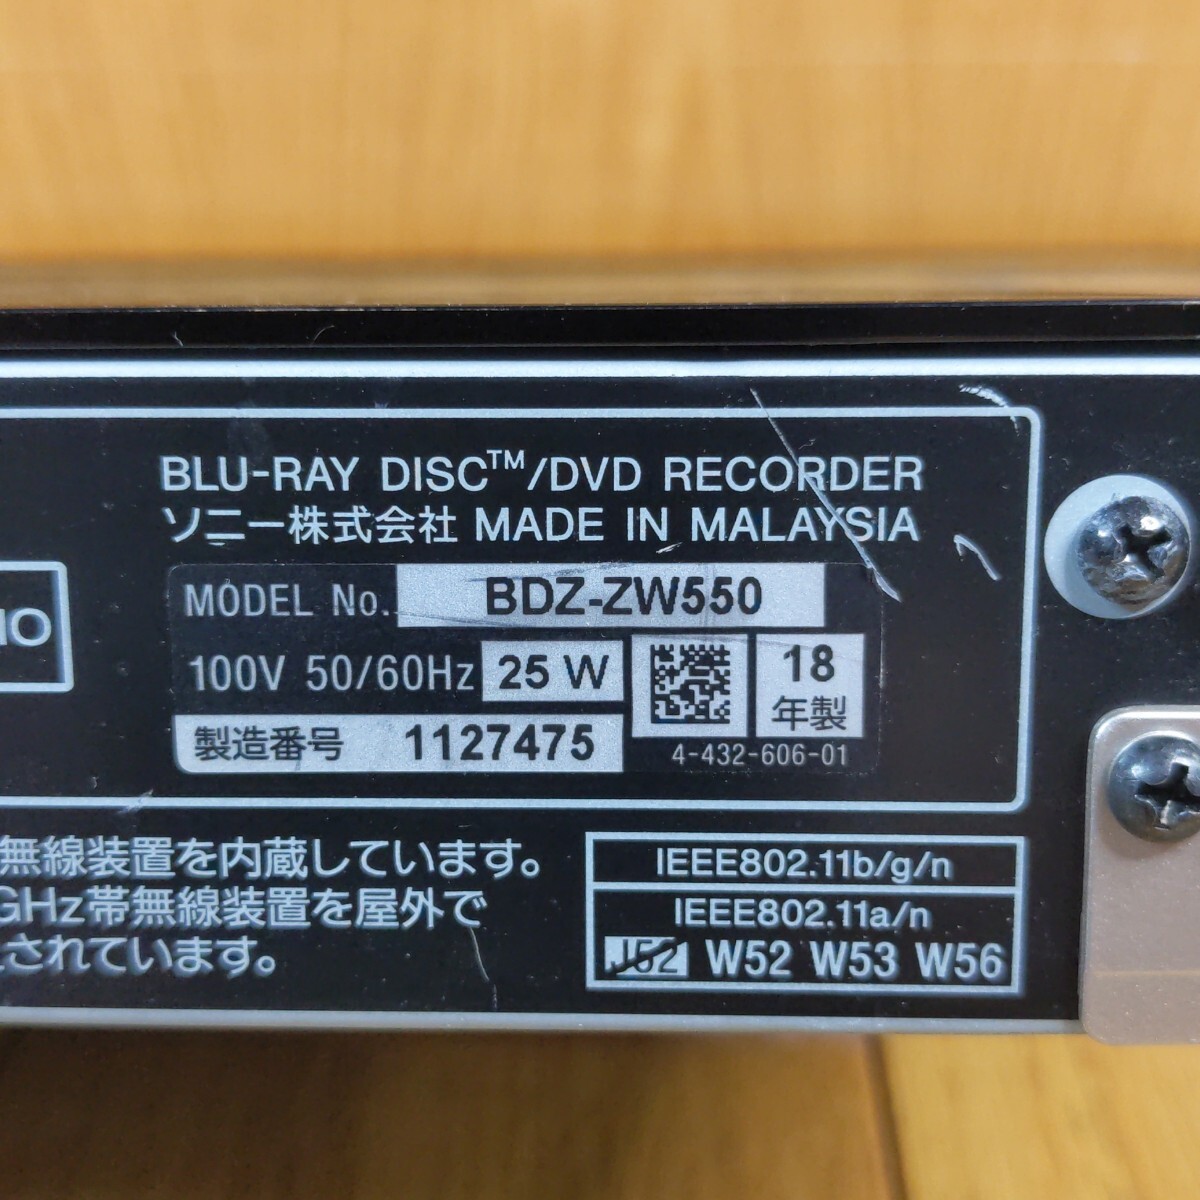 BLU-RAY DISC™/DVD RECORDER
ソニー株式会社 MADE IN MALAYSIA
MODEL No. BDZ-ZW550
100V 50/60Hz 25 W
18
年製
製造番号 1127475
4-432-606-01
無線装置を内蔵しています。
GHz帯無線装置を屋外で
されています。
IEEE802.11b/g/n
IEEE802.11a/n
J52 W52 W53 W56